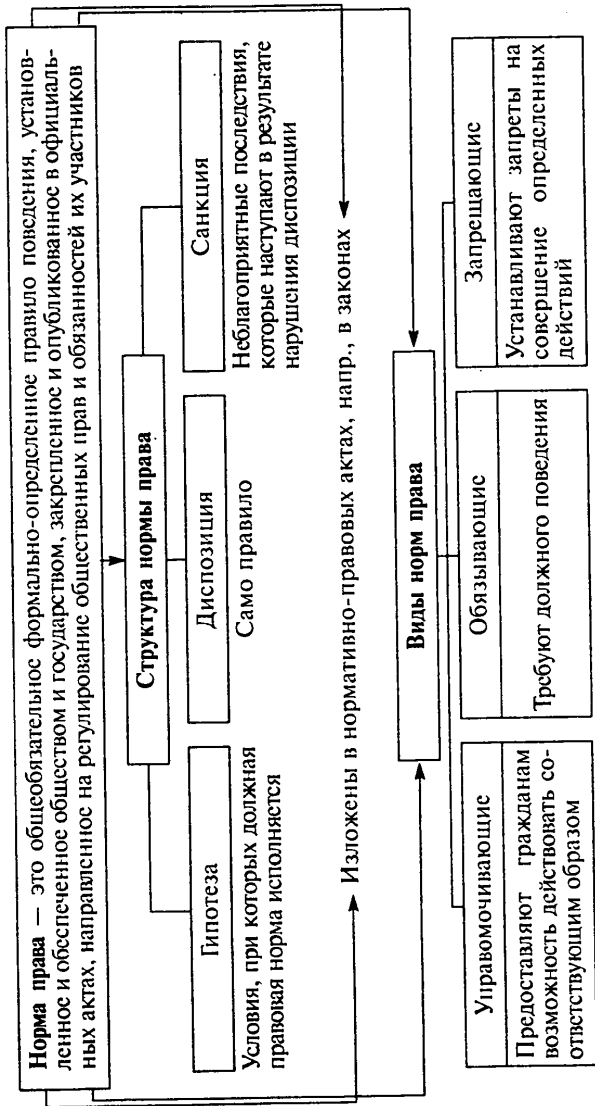 Норма права — это общеобязательное формально-определенное правило поведения, установ-
ленное и обеспеченное обществом и государством, закрепленное и опубликованное в официаль-
ных актах, направленное на регулирование общественных прав и обязанностей их участников
Структура нормы права
Гипотеза
Условия, при которых должная
правовая норма исполняется
Диспозиция
Само правило
Санкция
Неблагоприятные последствия,
которые наступают в результате
нарушения диспозиции
Изложены в нормативно-правовых актах, напр., в законах
Виды норм права
Управомочивающие
Предоставляют гражданам
возможность действовать со-
ответствующим образом
Обязывающие
Требуют должного поведения
Запрещающие
Устанавливают запреты на
совершение определенных
действий